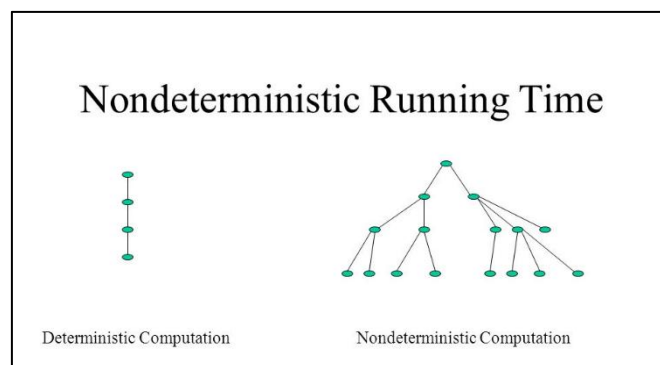 Nondeterministic Running Time
Deterministic Computation
Nondeterministic Computation